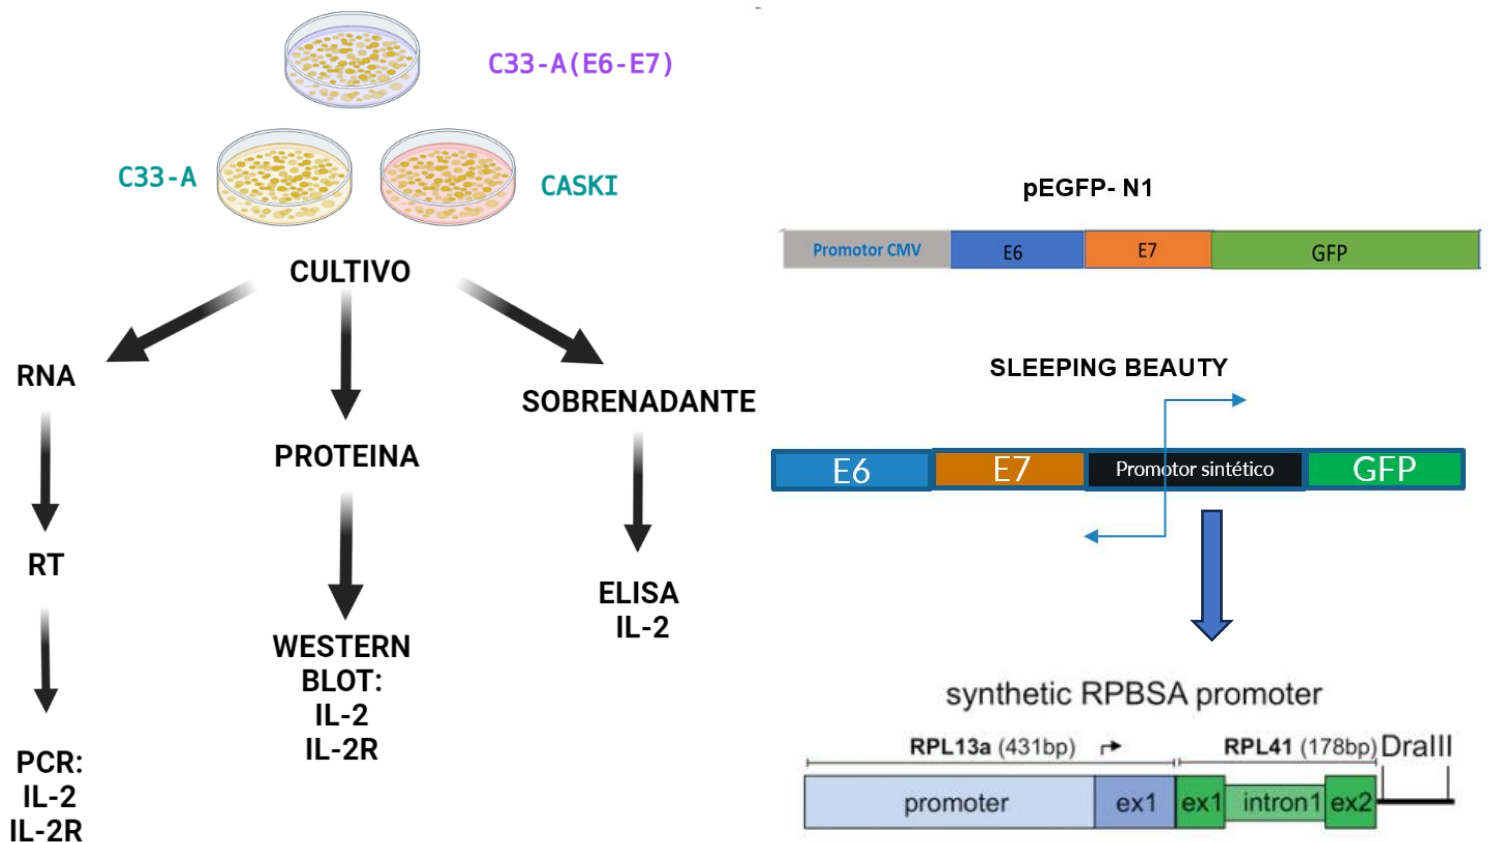 C33-A(E6-E7)
C33-A
CASKI
CULTIVO
RNA
RT
PCR:
IL-2
IL-2R
PROTEINA
WESTERN
BLOT:
IL-2
IL-2R
SOBRENADANTE
ELISA
IL-2
pEGFP- N1
Promotor CMV E6 E7 GFP
SLEEPING BEAUTY
E6 E7 Promotor sintético GFP
synthetic RPBSA promoter
RPL13a (431bp) RPL41 (178bp) DraIII
promoter ex1 ex1 intron1 ex2